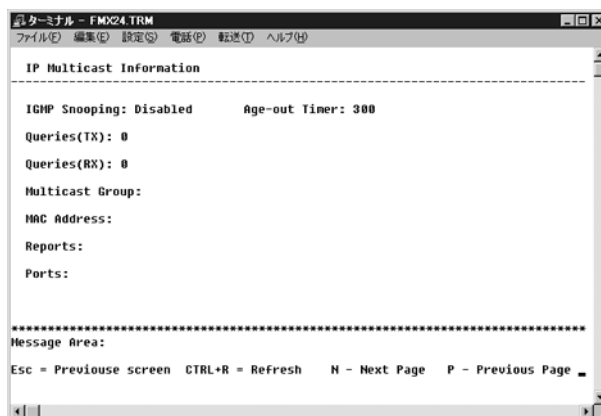 ターミナル - FMX24.TRM
ファイル(F) 編集(E) 設定(S) 電話(P) 転送(T) ヘルプ(H)
IP Multicast Information
--------------------------------------------------------------------------------
IGMP Snooping: Disabled Age-out Timer: 300
Queries(TX): 0
Queries(RX): 0
Multicast Group:
MAC Address:
Reports:
Ports:
********************************************************************************
Message Area:
Esc = Previouse screen CTRL+R = Refresh N - Next Page P - Previous Page _